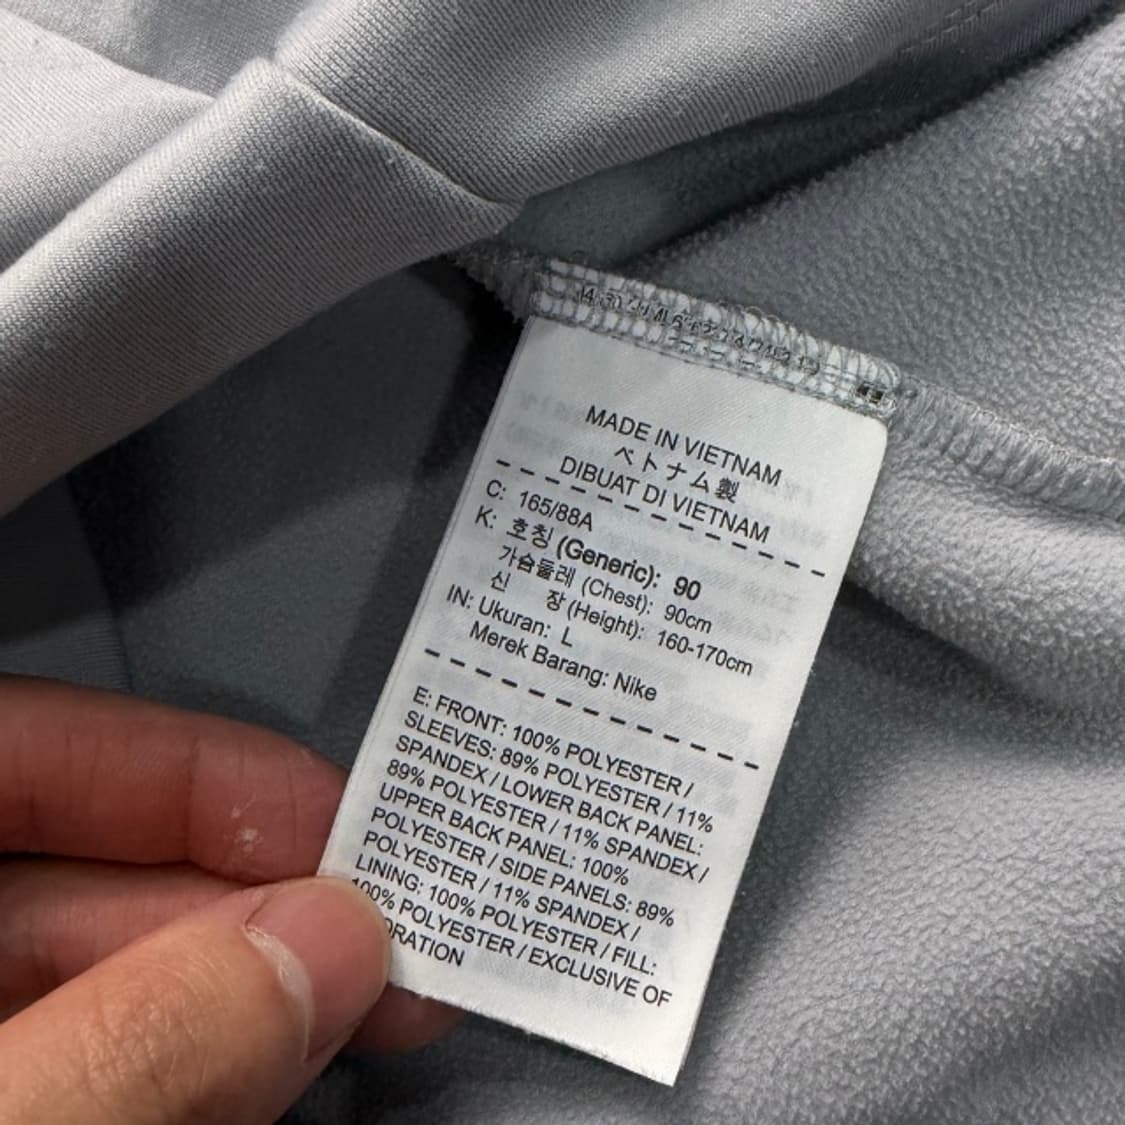 MADE IN VIETNAM
ベトナム製
DIBUAT DI VIETNAM
C: 165/88A
K: 호칭 (Generic): 90
가슴둘레 (Chest): 90cm
신 장 (Height): 160-170cm
IN: Ukuran: L
Merek Barang: Nike
E: FRONT: 100% POLYESTER /
SLEEVES: 89% POLYESTER / 11%
SPANDEX / LOWER BACK PANEL:
89% POLYESTER / 11% SPANDEX /
UPPER BACK PANEL: 100%
POLYESTER / SIDE PANELS: 89%
POLYESTER / 11% SPANDEX /
LINING: 100% POLYESTER / FILL:
100% POLYESTER / EXCLUSIVE OF